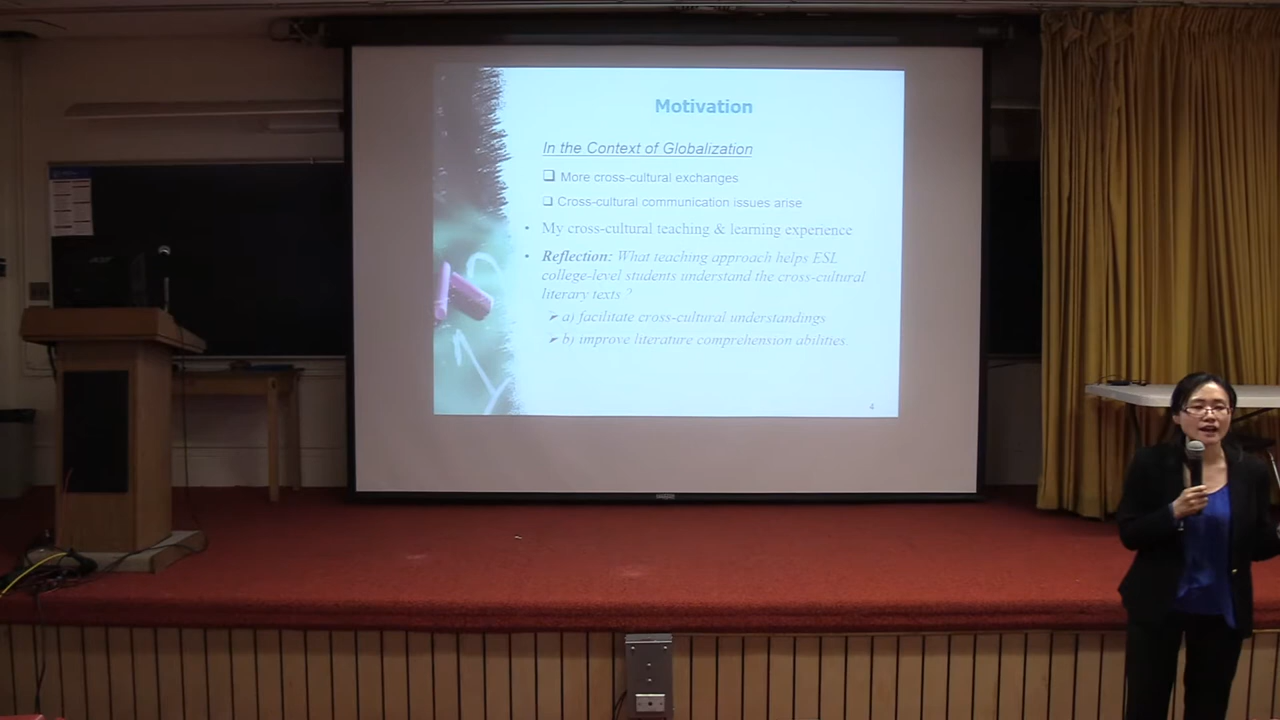 Motivation
In the Context of Globalization
❑ More cross-cultural exchanges
❑ Cross-cultural communication issues arise
• My cross-cultural teaching & learning experience
• Reflection: What teaching approach helps ESL
college-level students understand the cross-cultural
literary texts ?
➢ a) facilitate cross-cultural understandings
➢ b) improve literature comprehension abilities.
4
acer